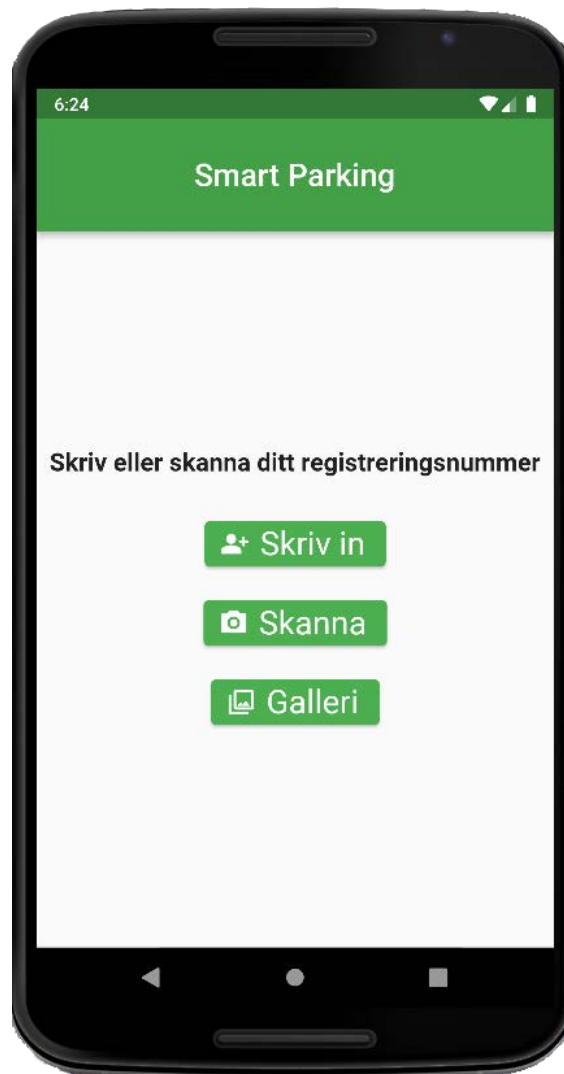 6:24
Smart Parking
Skriv eller skanna ditt registreringsnummer
Skriv in
Skanna
Galleri